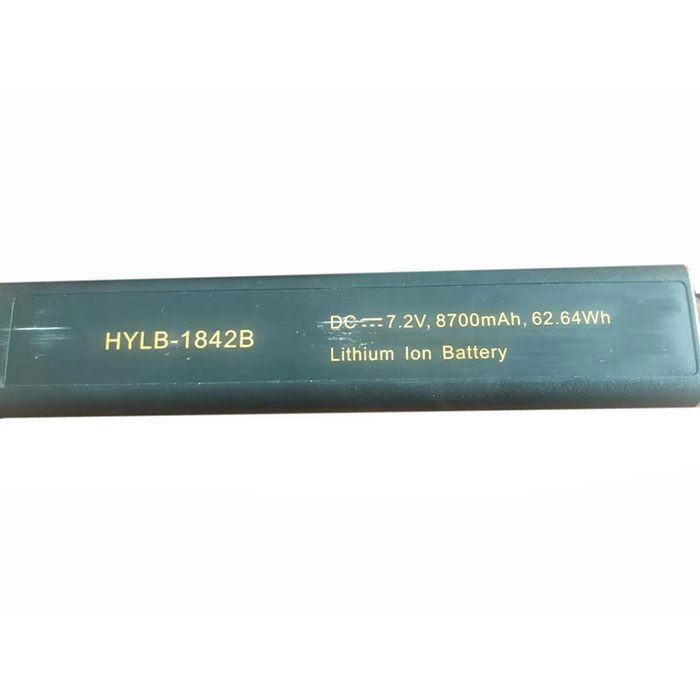 HYLB-1842B
DC⎓7.2V, 8700mAh, 62.64Wh
Lithium Ion Battery